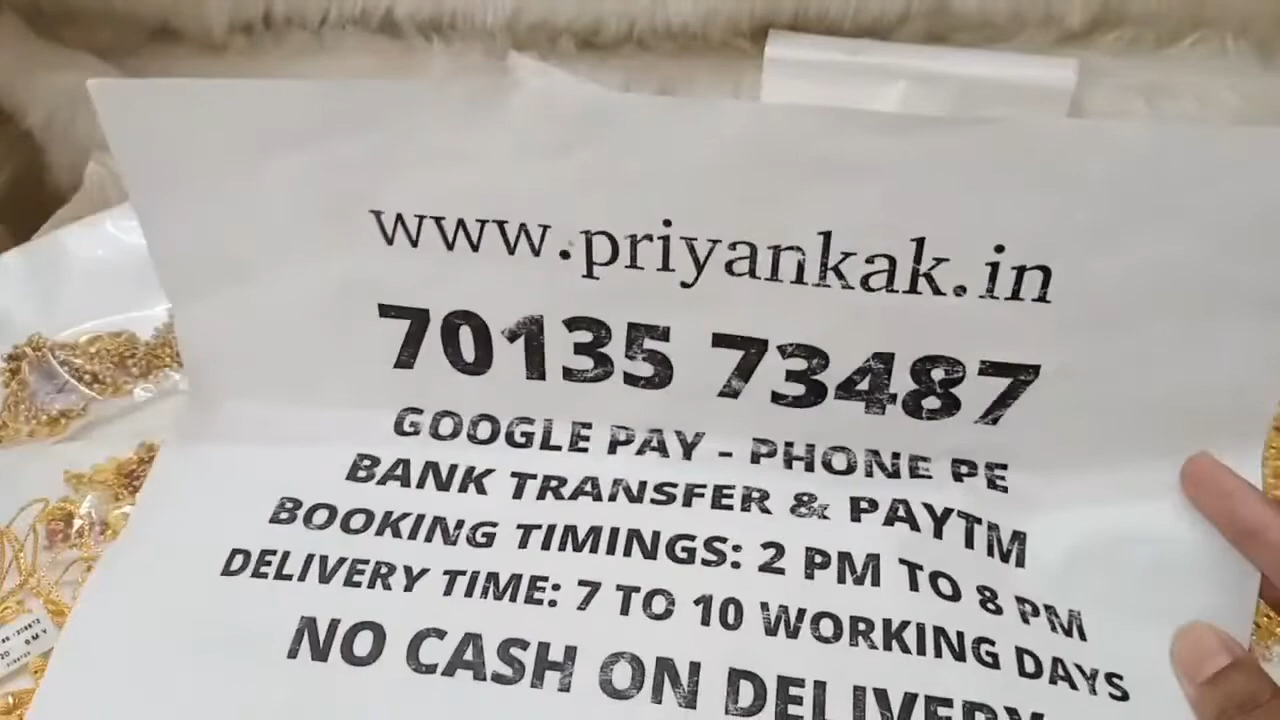 www.priyankak.in
70135 73487
GOOGLE PAY - PHONE PE
BANK TRANSFER & PAYTM
BOOKING TIMINGS: 2 PM TO 8 PM
DELIVERY TIME: 7 TO 10 WORKING DAYS
NO CASH ON DELIVERY